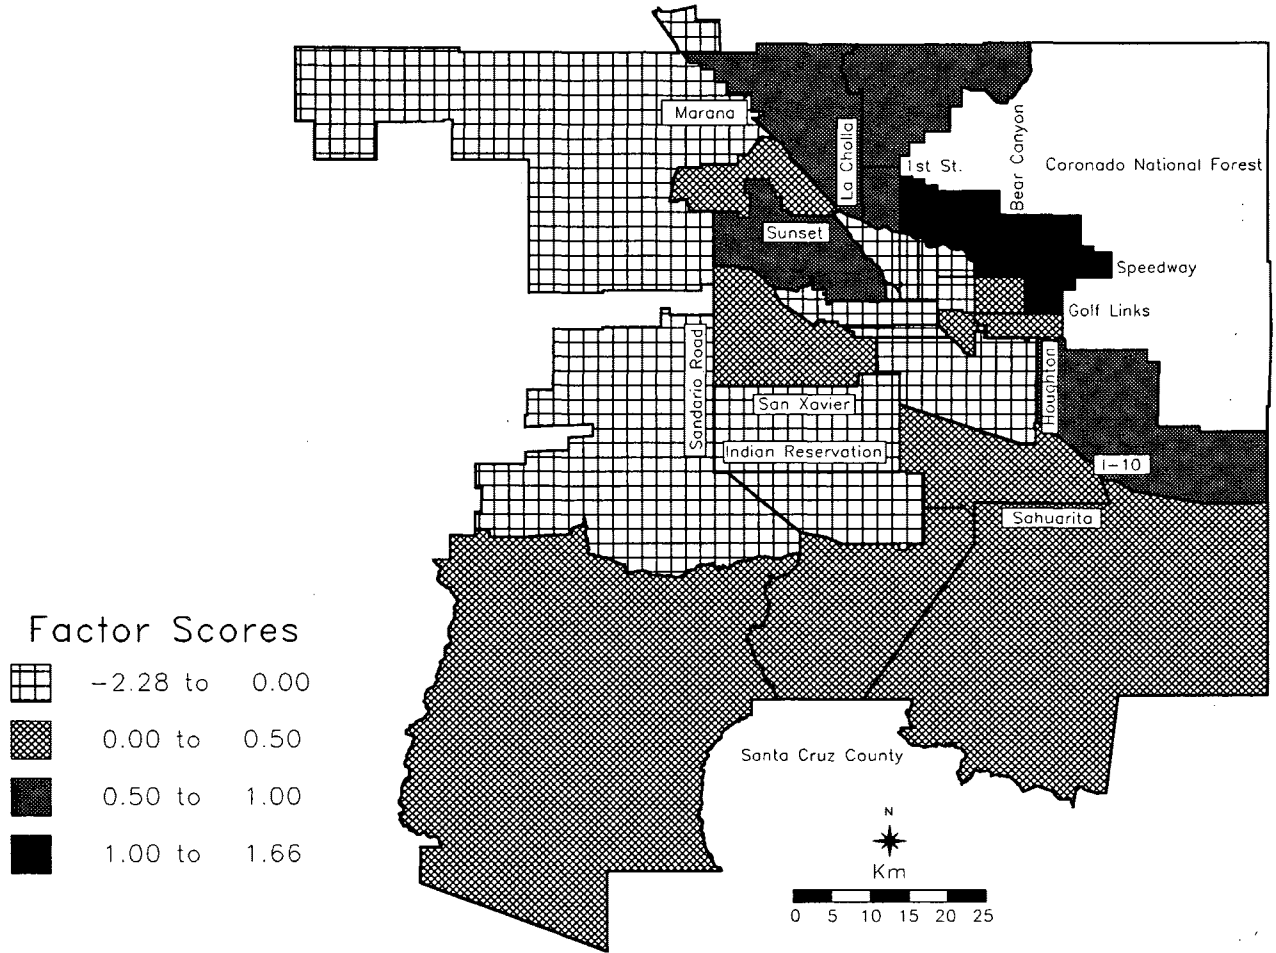 Marana
La Cholla
1st St.
Bear Canyon
Coronado National Forest
Sunset
Speedway
Golf Links
Sandario Road
Houghton
San Xavier
Indian Reservation
I-10
Sahuarita
Factor Scores
-2.28 to 0.00
0.00 to 0.50
0.50 to 1.00
1.00 to 1.66
Santa Cruz County
N
Km
0 5 10 15 20 25